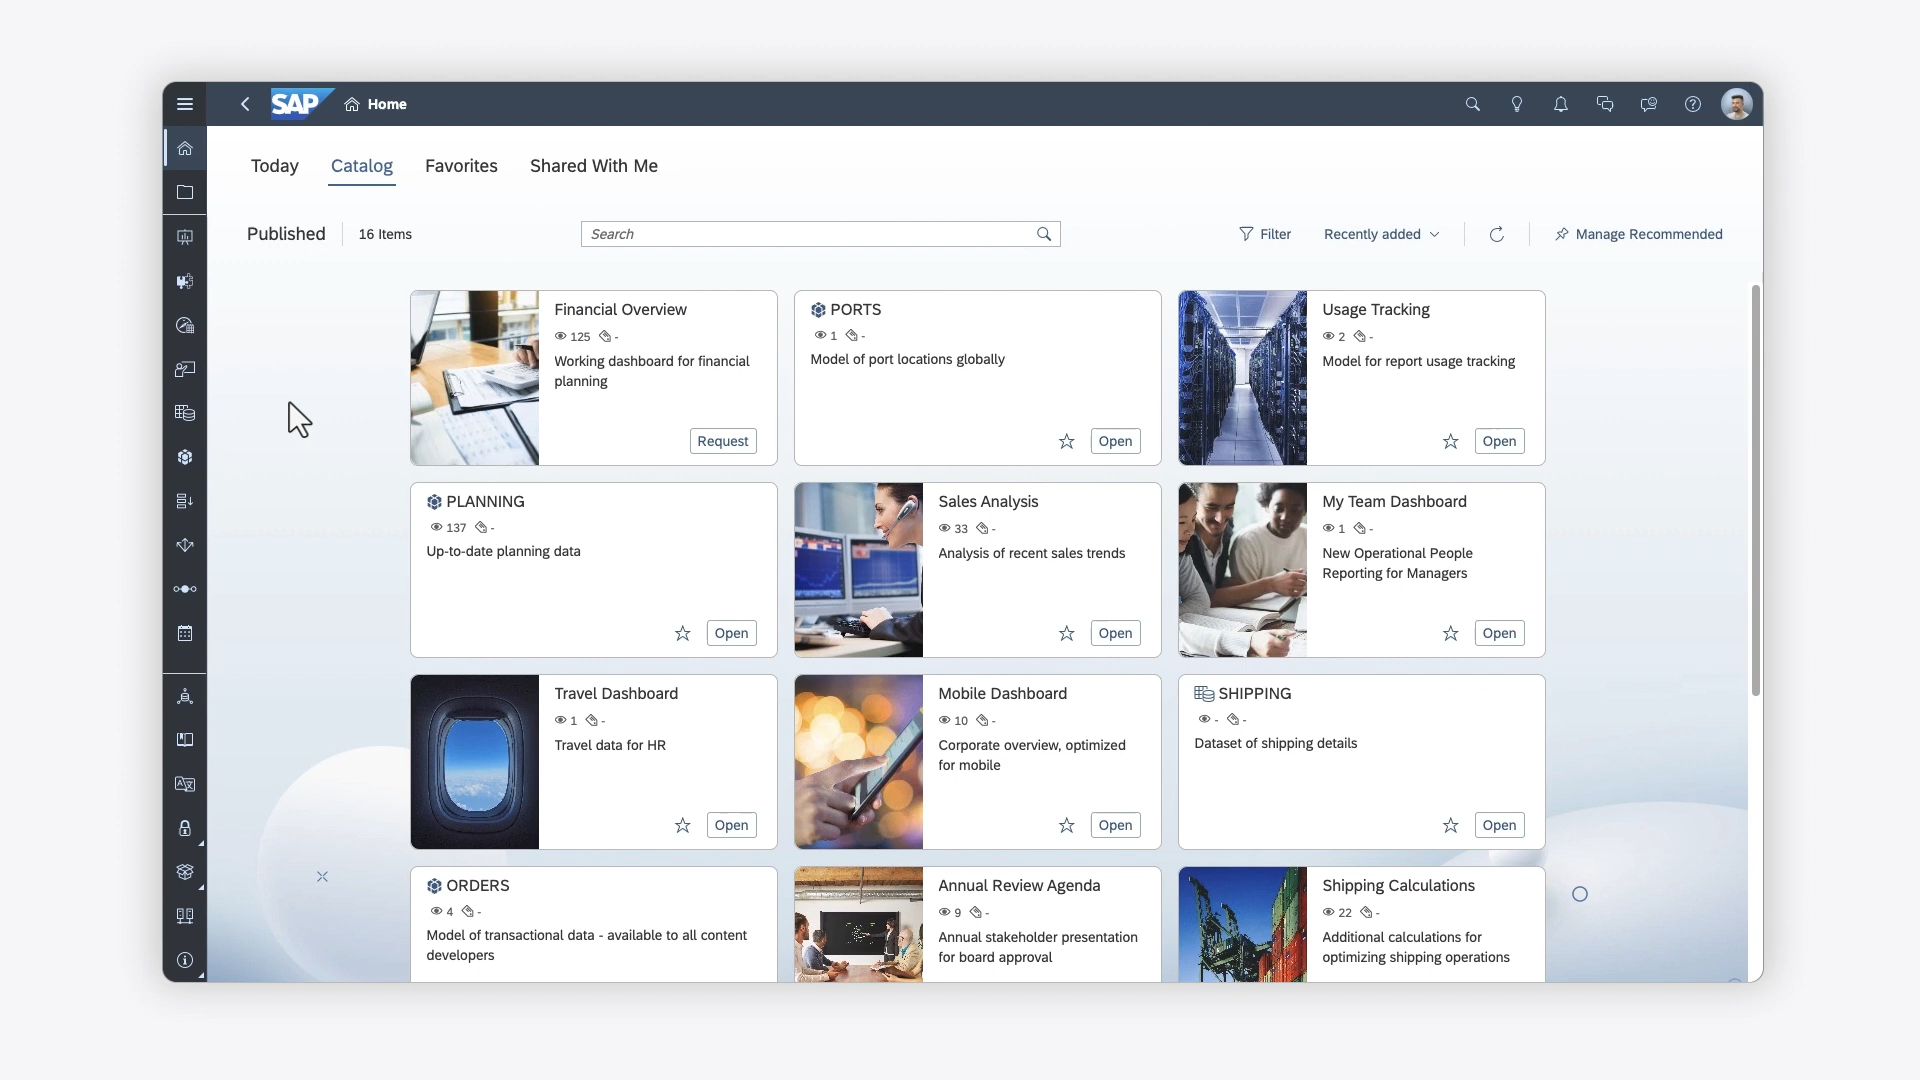 SAP Home
Today Catalog Favorites Shared With Me
Published 16 Items Search Filter Recently added Manage Recommended
Financial Overview
125 -
Working dashboard for financial
planning
Request
PORTS
1 -
Model of port locations globally
Open
Usage Tracking
2 -
Model for report usage tracking
Open
PLANNING
137 -
Up-to-date planning data
Open
Sales Analysis
33 -
Analysis of recent sales trends
Open
My Team Dashboard
1 -
New Operational People
Reporting for Managers
Open
Travel Dashboard
1 -
Travel data for HR
Open
Mobile Dashboard
10 -
Corporate overview, optimized
for mobile
Open
SHIPPING
- -
Dataset of shipping details
Open
ORDERS
4 -
Model of transactional data - available to all content
developers
Annual Review Agenda
9 -
Annual stakeholder presentation
for board approval
Shipping Calculations
22 -
Additional calculations for
optimizing shipping operations